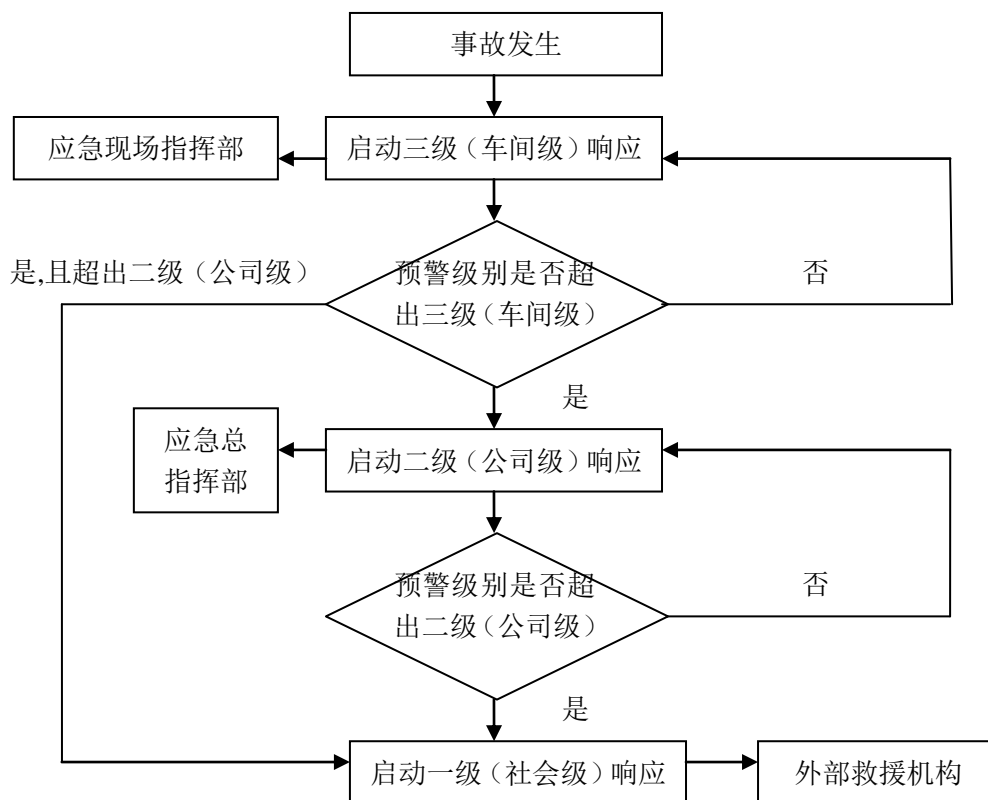 事故发生
应急现场指挥部
启动三级（车间级）响应
是,且超出二级（公司级）
预警级别是否超
出三级（车间级）
否
是
应急总
指挥部
启动二级（公司级）响应
预警级别是否超
出二级（公司级）
否
是
启动一级（社会级）响应
外部救援机构